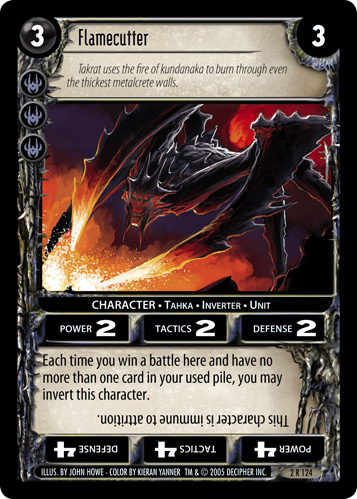 3 Flamecutter 3
Takrat uses the fire of kundanaka to burn through even
the thickest metalcrete walls.
CHARACTER • TAHKA • INVERTER • UNIT
POWER 2 TACTICS 2 DEFENSE 2
Each time you win a battle here and have no
more than one card in your used pile, you may
invert this character.
This character is immune to attrition.
POWER 4 TACTICS 4 DEFENSE 4
ILLUS. BY JOHN HOWE - COLOR BY KIERAN YANNER TM & © 2005 DECIPHER INC. 2 R 124